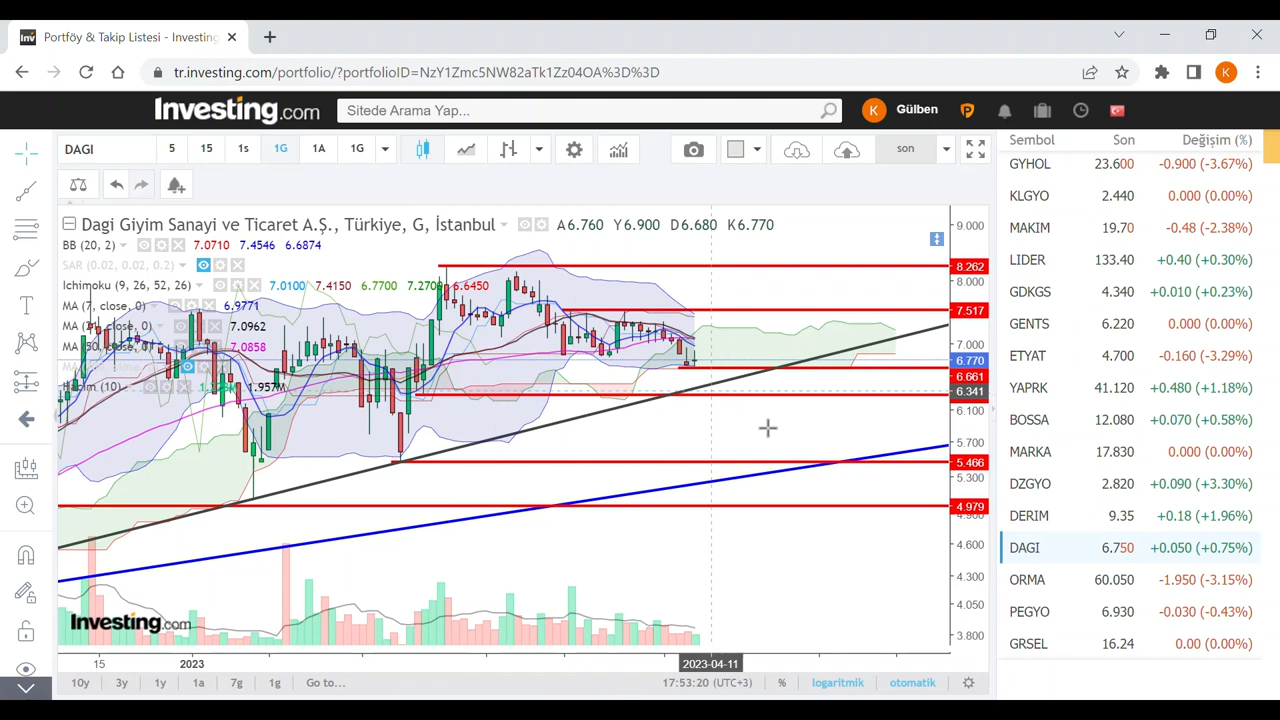 Portföy & Takip Listesi - Investing
tr.investing.com/portfolio/?portfolioID=NzY1Zmc5NW82aTk1Zz04OA%3D%3D
K
Investing.com
Sitede Arama Yap...
K
Gülben
DAGI
5
15
1s
1G
1A
1G
son
Dagi Giyim Sanayi ve Ticaret A.Ş., Türkiye, G, İstanbul
A6.760 Y6.900 D6.680 K6.770
BB (20, 2) 7.0710 7.4546 6.6874
SAR (0.02, 0.02, 0.2)
Ichimoku (9, 26, 52, 26) 7.0100 7.4150 6.7700 6.6450
MA (7, close, 0) 6.9771
close, 0) 7.0962
close, 0) 7.0858
(10) 1.957M
9.000
8.262
8.000
7.517
7.000
6.770
6.661
6.341
6.100
5.700
5.466
5.300
4.979
4.600
4.300
4.050
3.800
Investing.com
15
2023
2023-04-11
10y
3y
1y
1a
7g
1g
Go to...
17:53:20 (UTC+3)
%
logaritmik
otomatik
Sembol Son Değişim (%)
GYHOL 23.600 -0.900 (-3.67%)
KLGYO 2.440 0.000 (0.00%)
MAKIM 19.70 -0.48 (-2.38%)
LIDER 133.40 +0.40 (+0.30%)
GDKGS 4.340 +0.010 (+0.23%)
GENTS 6.220 0.000 (0.00%)
ETYAT 4.700 -0.160 (-3.29%)
YAPRK 41.120 +0.480 (+1.18%)
BOSSA 12.080 +0.070 (+0.58%)
MARKA 17.830 0.000 (0.00%)
DZGYO 2.820 +0.090 (+3.30%)
DERIM 9.35 +0.18 (+1.96%)
DAGI 6.750 +0.050 (+0.75%)
ORMA 60.050 -1.950 (-3.15%)
PEGYO 6.930 -0.030 (-0.43%)
GRSEL 16.24 0.00 (0.00%)